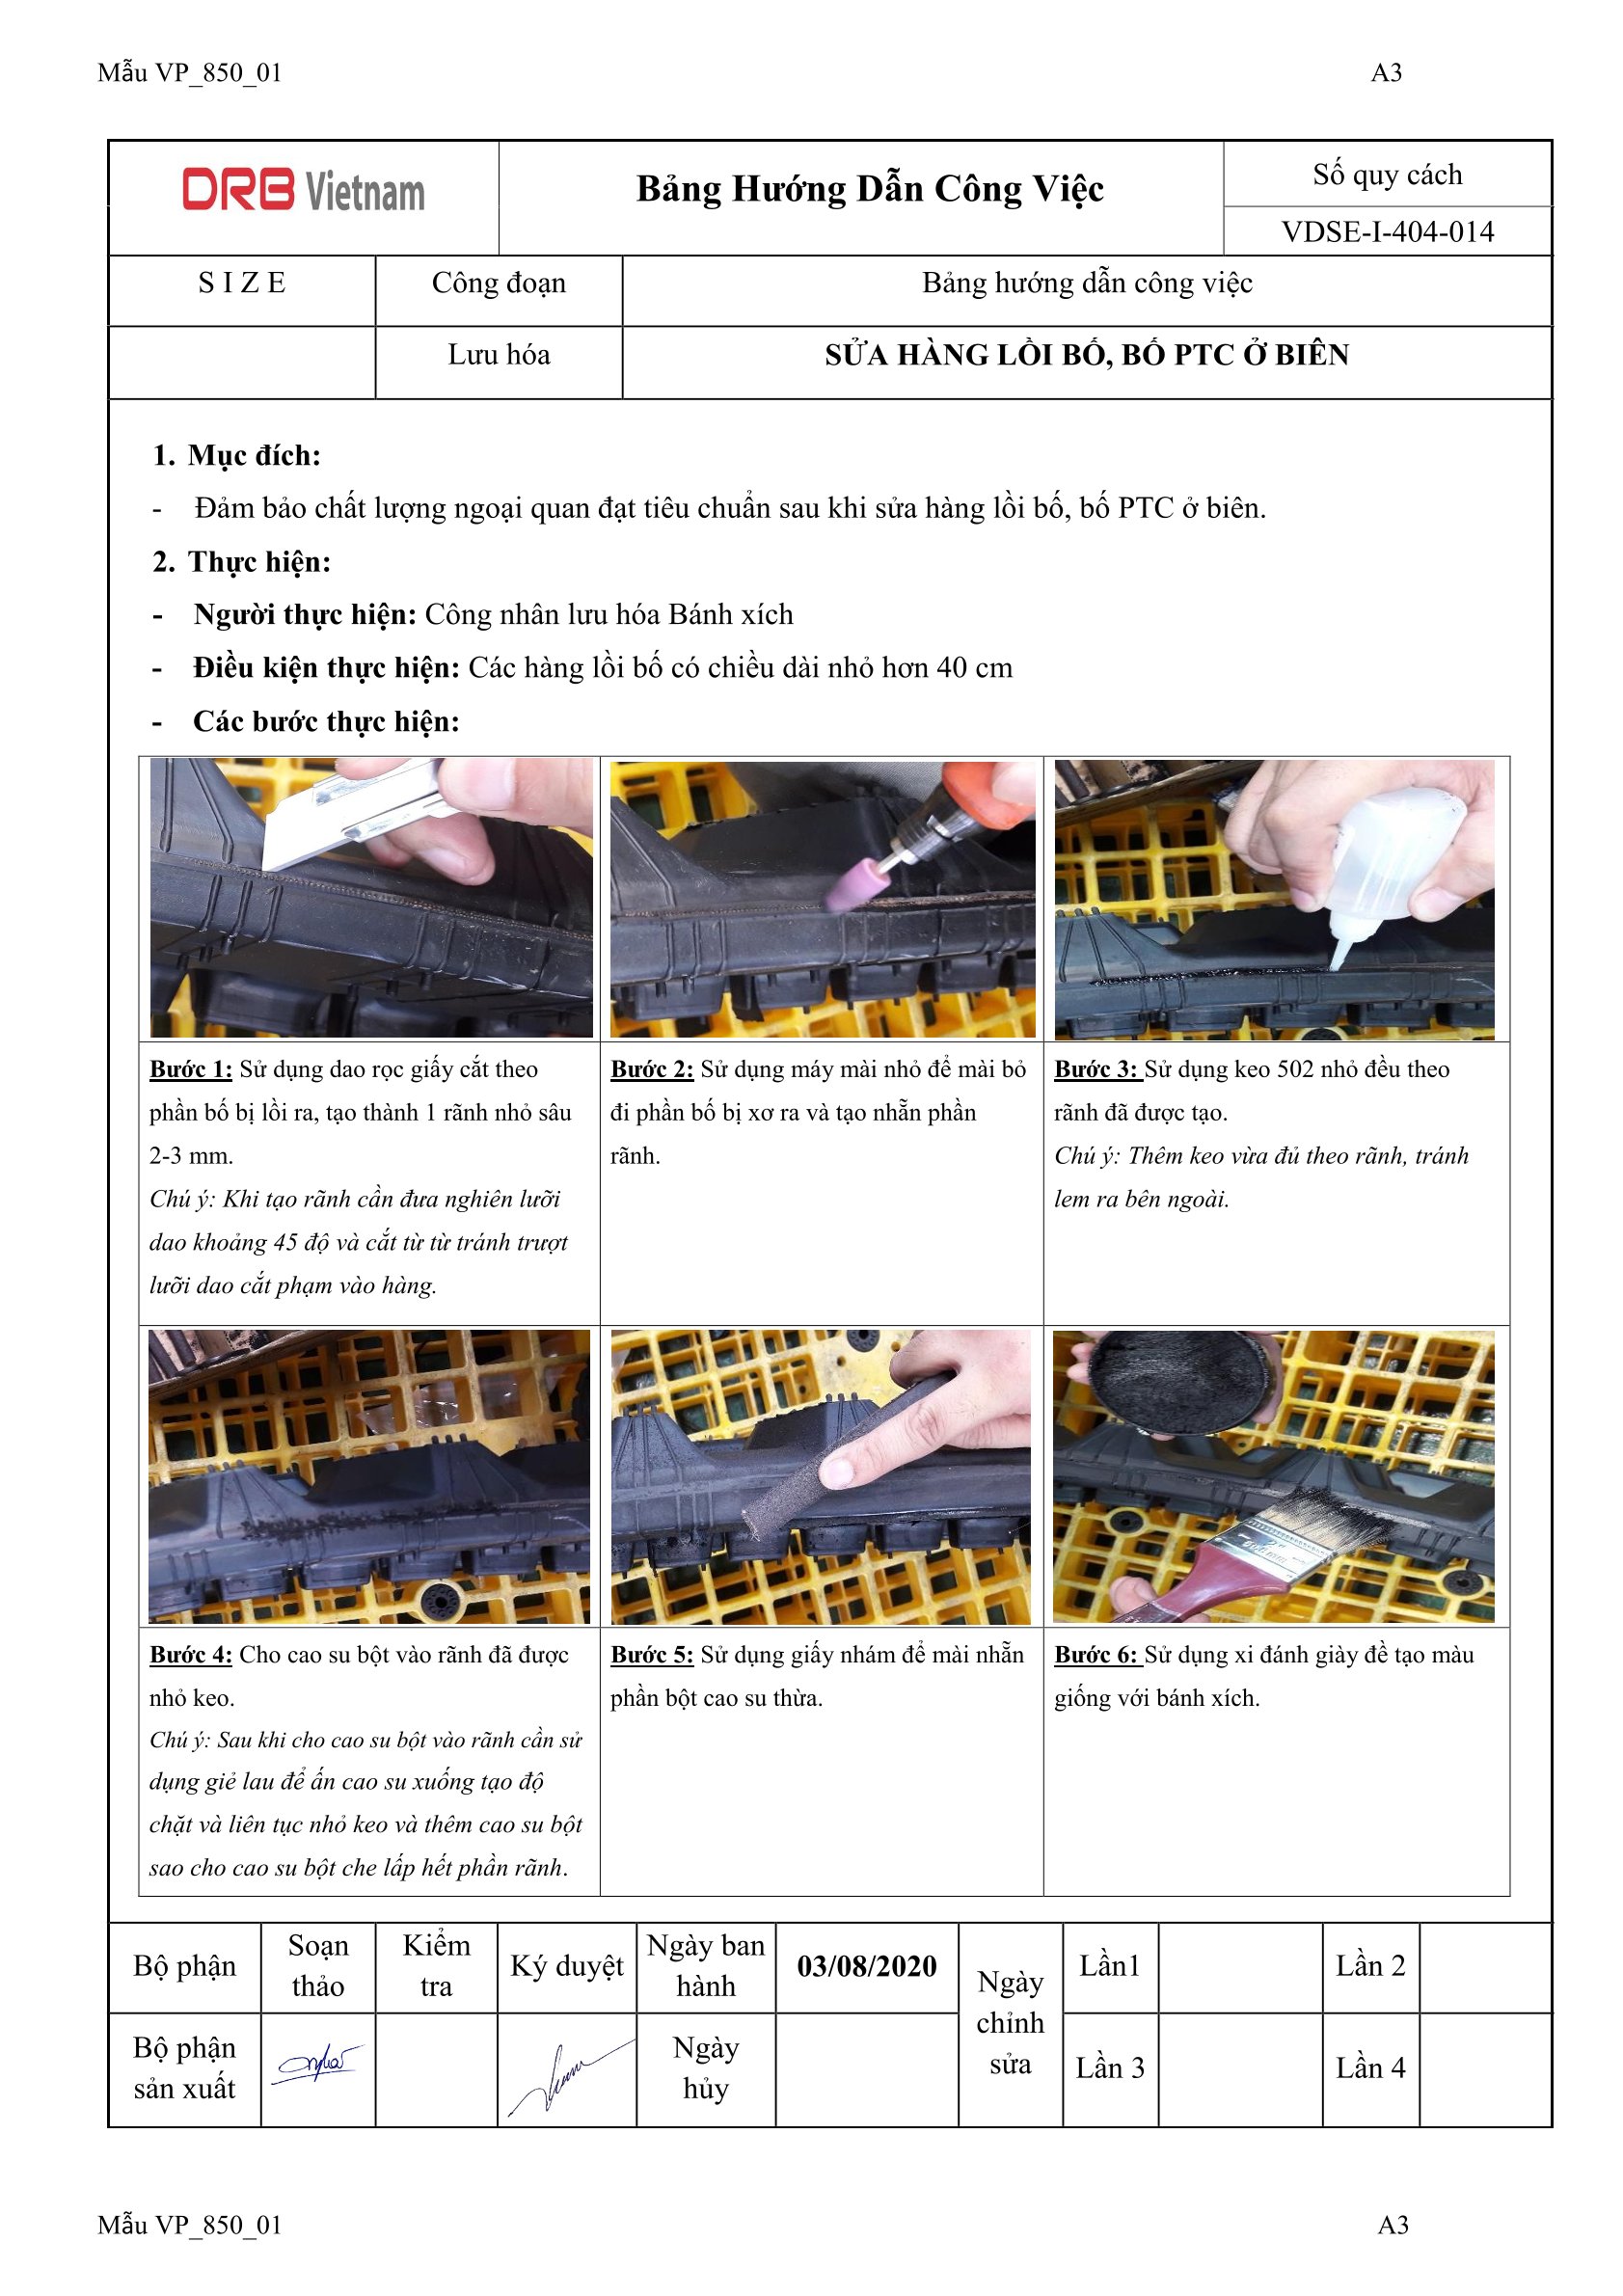 Mẫu VP_850_01 A3
DRB Vietnam
Bảng Hướng Dẫn Công Việc
Số quy cách
VDSE-I-404-014
S I Z E Công đoạn Bảng hướng dẫn công việc
Lưu hóa SỬA HÀNG LỒI BỐ, BỐ PTC Ở BIÊN
1. Mục đích:
- Đảm bảo chất lượng ngoại quan đạt tiêu chuẩn sau khi sửa hàng lồi bố, bố PTC ở biên.
2. Thực hiện:
- Người thực hiện: Công nhân lưu hóa Bánh xích
- Điều kiện thực hiện: Các hàng lồi bố có chiều dài nhỏ hơn 40 cm
- Các bước thực hiện:
Bước 1: Sử dụng dao rọc giấy cắt theo
phần bố bị lồi ra, tạo thành 1 rãnh nhỏ sâu
2-3 mm.
Chú ý: Khi tạo rãnh cần đưa nghiên lưỡi
dao khoảng 45 độ và cắt từ từ tránh trượt
lưỡi dao cắt phạm vào hàng.
Bước 2: Sử dụng máy mài nhỏ để mài bỏ
đi phần bố bị xơ ra và tạo nhẵn phần
rãnh.
Bước 3: Sử dụng keo 502 nhỏ đều theo
rãnh đã được tạo.
Chú ý: Thêm keo vừa đủ theo rãnh, tránh
lem ra bên ngoài.
Bước 4: Cho cao su bột vào rãnh đã được
nhỏ keo.
Chú ý: Sau khi cho cao su bột vào rãnh cần sử
dụng giẻ lau để ấn cao su xuống tạo độ
chặt và liên tục nhỏ keo và thêm cao su bột
sao cho cao su bột che lấp hết phần rãnh.
Bước 5: Sử dụng giấy nhám để mài nhẵn
phần bột cao su thừa.
Bước 6: Sử dụng xi đánh giày đề tạo màu
giống với bánh xích.
Bộ phận
Soạn
thảo
Kiểm
tra
Ký duyệt
Ngày ban
hành
03/08/2020
Ngày
chỉnh
sửa
Lần1
Lần 2
Bộ phận
sản xuất
Ngày
hủy
Lần 3
Lần 4
Mẫu VP_850_01 A3